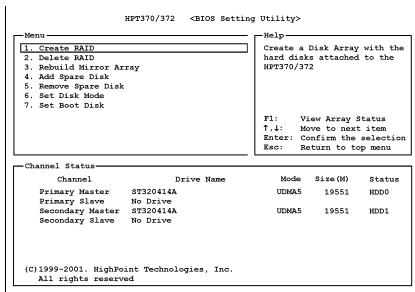 HPT370/372 <BIOS Setting Utility>
Menu
1. Create RAID
2. Delete RAID
3. Rebuild Mirror Array
4. Add Spare Disk
5. Remove Spare Disk
6. Set Disk Mode
7. Set Boot Disk
Help
Create a Disk Array with the
hard disks attached to the
HPT370/372
F1: View Array Status
↑,↓: Move to next item
Enter: Confirm the selection
Esc: Return to top menu
Channel Status
Channel Drive Name Mode Size(M) Status
Primary Master ST320414A UDMA5 19551 HDD0
Primary Slave No Drive
Secondary Master ST320414A UDMA5 19551 HDD1
Secondary Slave No Drive
(C)1999-2001. HighPoint Technologies, Inc.
All rights reserved